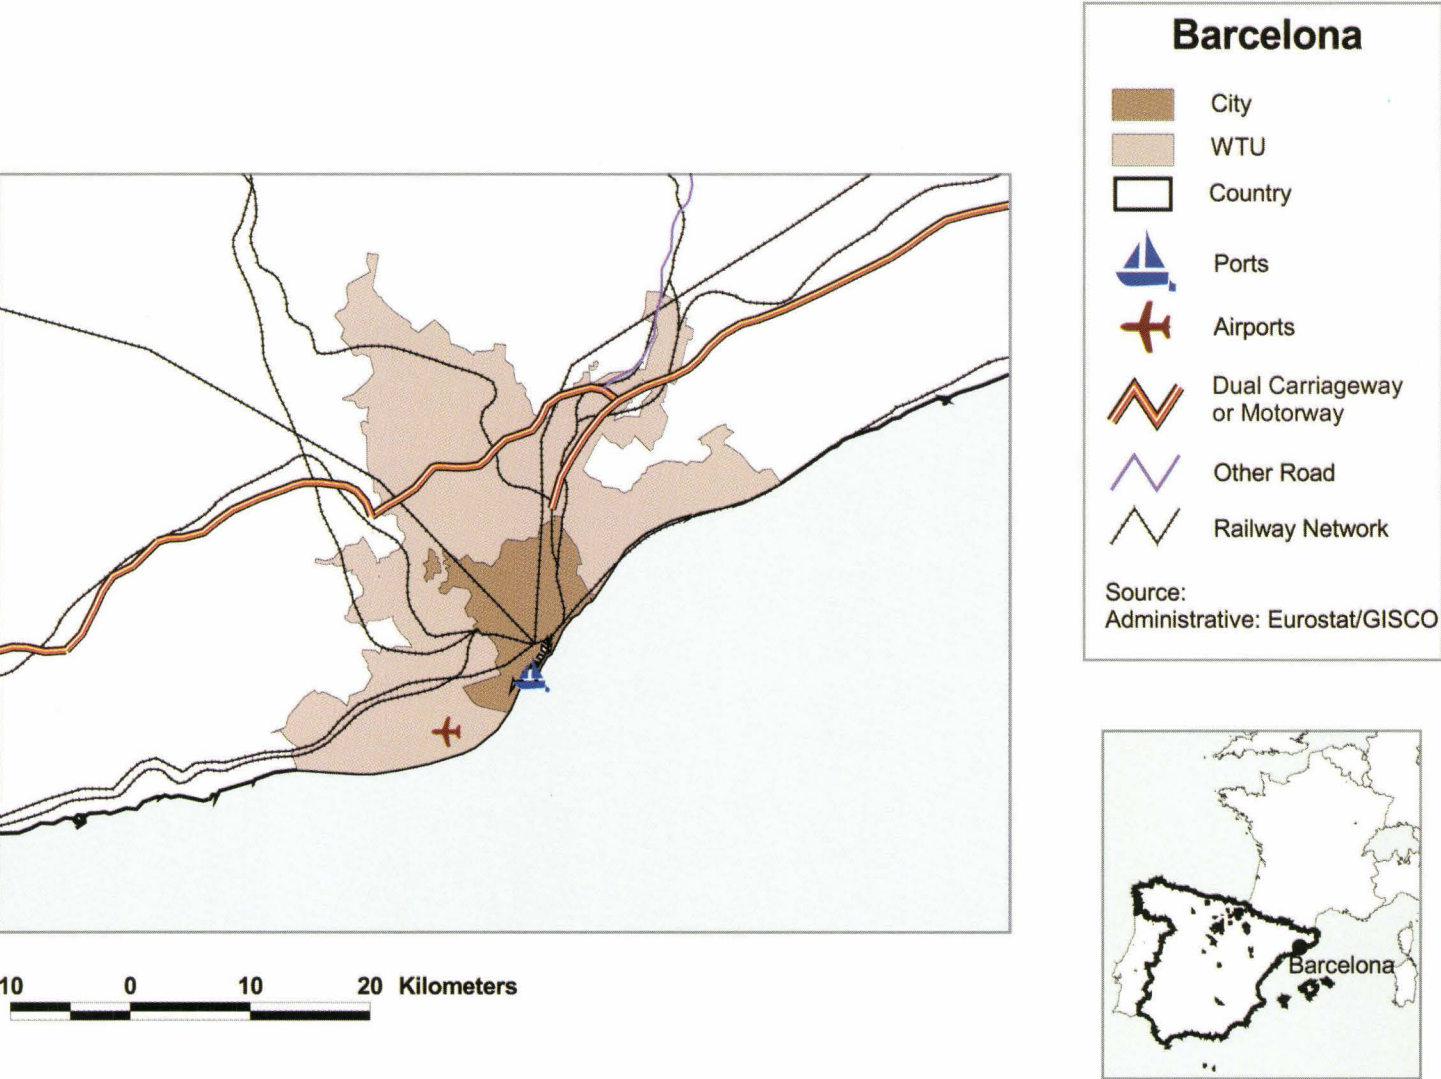 Barcelona
City
WTU
Country
Ports
Airports
Dual Carriageway
or Motorway
Other Road
Railway Network
Source:
Administrative: Eurostat/GISCO
10 0 10 20 Kilometers
Barcelona